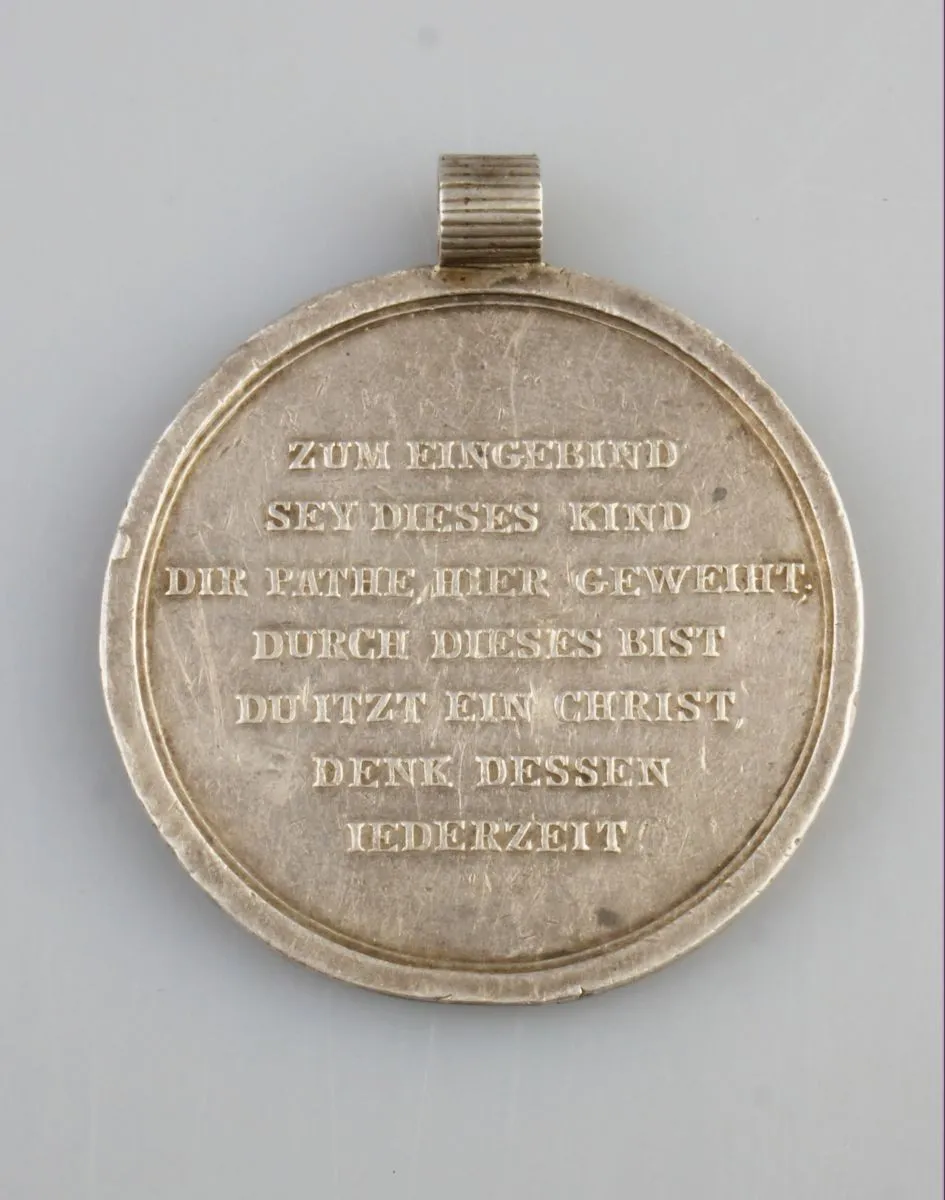 ZUM EINGEBIND
SEY DIESES KIND
DIR PATHE HIER GEWEIHT,
DURCH DIESES BIST
DU ITZT EIN CHRIST,
DENK DESSEN
IEDERZEIT!